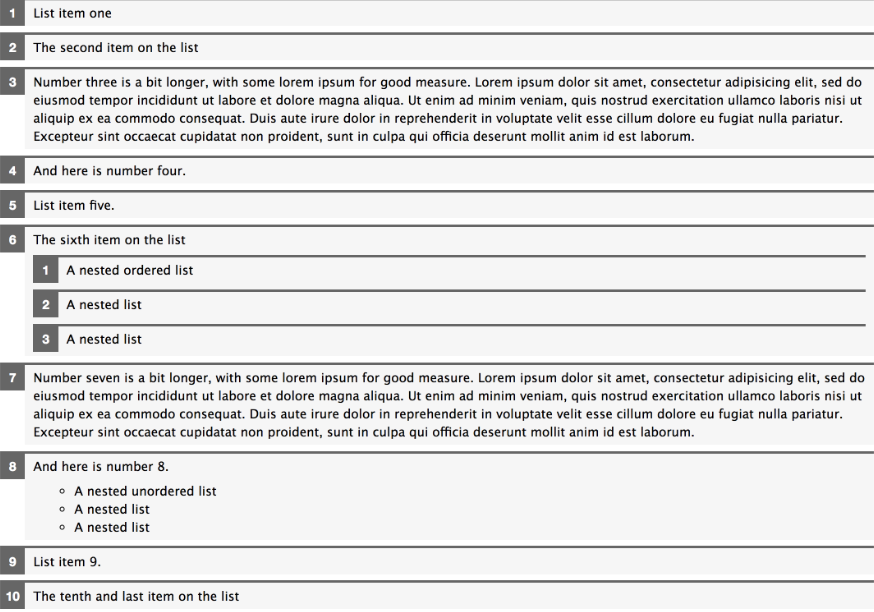 1 List item one
2 The second item on the list
3 Number three is a bit longer, with some lorem ipsum for good measure. Lorem ipsum dolor sit amet, consectetur adipisicing elit, sed do
eiusmod tempor incididunt ut labore et dolore magna aliqua. Ut enim ad minim veniam, quis nostrud exercitation ullamco laboris nisi ut
aliquip ex ea commodo consequat. Duis aute irure dolor in reprehenderit in voluptate velit esse cillum dolore eu fugiat nulla pariatur.
Excepteur sint occaecat cupidatat non proident, sunt in culpa qui officia deserunt mollit anim id est laborum.
4 And here is number four.
5 List item five.
6 The sixth item on the list
1 A nested ordered list
2 A nested list
3 A nested list
7 Number seven is a bit longer, with some lorem ipsum for good measure. Lorem ipsum dolor sit amet, consectetur adipisicing elit, sed do
eiusmod tempor incididunt ut labore et dolore magna aliqua. Ut enim ad minim veniam, quis nostrud exercitation ullamco laboris nisi ut
aliquip ex ea commodo consequat. Duis aute irure dolor in reprehenderit in voluptate velit esse cillum dolore eu fugiat nulla pariatur.
Excepteur sint occaecat cupidatat non proident, sunt in culpa qui officia deserunt mollit anim id est laborum.
8 And here is number 8.
◦ A nested unordered list
◦ A nested list
◦ A nested list
9 List item 9.
10 The tenth and last item on the list